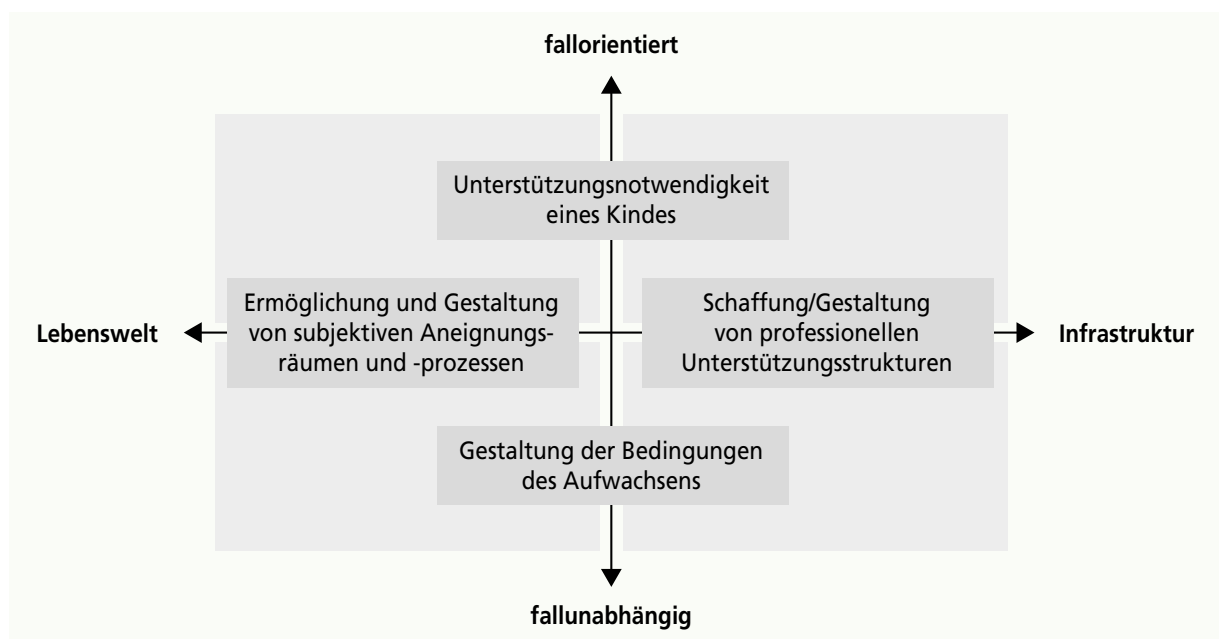 fallorientiert
Unterstützungsnotwendigkeit
eines Kindes
Lebenswelt
Ermöglichung und Gestaltung
von subjektiven Aneignungs-
räumen und -prozessen
Schaffung/Gestaltung
von professionellen
Unterstützungsstrukturen
Infrastruktur
Gestaltung der Bedingungen
des Aufwachsens
fallunabhängig